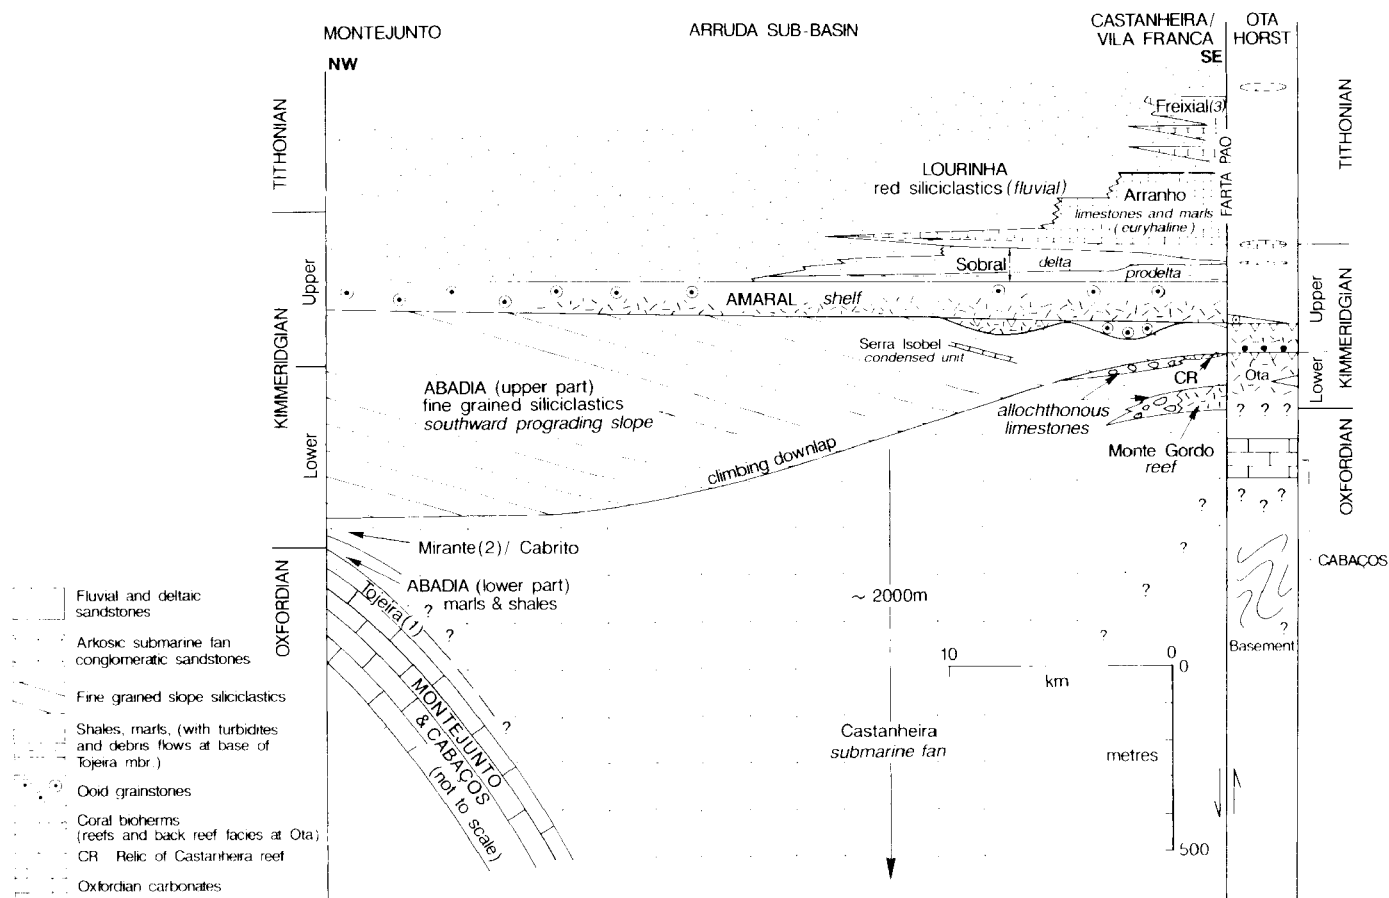 MONTEJUNTO
ARRUDA SUB-BASIN
CASTANHEIRA/
VILA FRANCA
OTA
HORST
NW
SE
TITHONIAN
Freixial(3)
FARTA PAO
TITHONIAN
LOURINHA
red siliciclastics (fluvial)
Arranho
limestones and marls
(euryhaline)
Sobral
delta
prodelta
Upper
AMARAL shelf
Upper
KIMMERIDGIAN
Serra Isobel
condensed unit
KIMMERIDGIAN
Lower
ABADIA (upper part)
fine grained siliciclastics
southward prograding slope
CR
Ota
Lower
allochthonous
limestones
? ? ?
climbing downlap
Monte Gordo
reef
OXFORDIAN
?
? ? ?
Mirante(2)/ Cabrito
?
CABAÇOS
OXFORDIAN
ABADIA (lower part)
marls & shales
Tojeira(1)
?
?
?
~ 2000m
?
?
?
Basement
10
0
0
km
MONTEJUNTO
& CABAÇOS
(not to scale)
?
Castanheira
submarine fan
metres
500
Fluvial and deltaic
sandstones
Arkosic submarine fan
conglomeratic sandstones
Fine grained slope siliciclastics
Shales, marls, (with turbidites
and debris flows at base of
Tojeira mbr.)
Ooid grainstones
Coral bioherms
(reefs and back reef facies at Ota)
CR Relic of Castanheira reef
Oxfordian carbonates